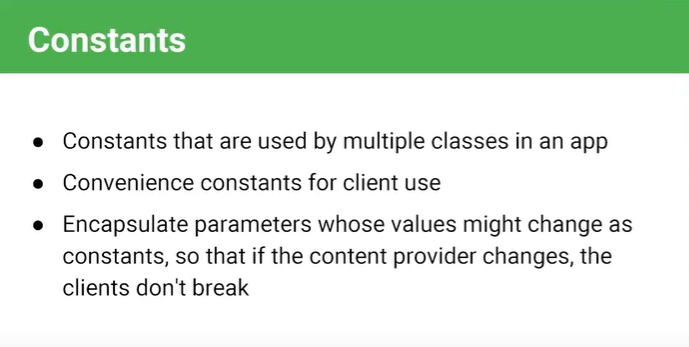 Constants
● Constants that are used by multiple classes in an app
● Convenience constants for client use
● Encapsulate parameters whose values might change as
constants, so that if the content provider changes, the
clients don't break